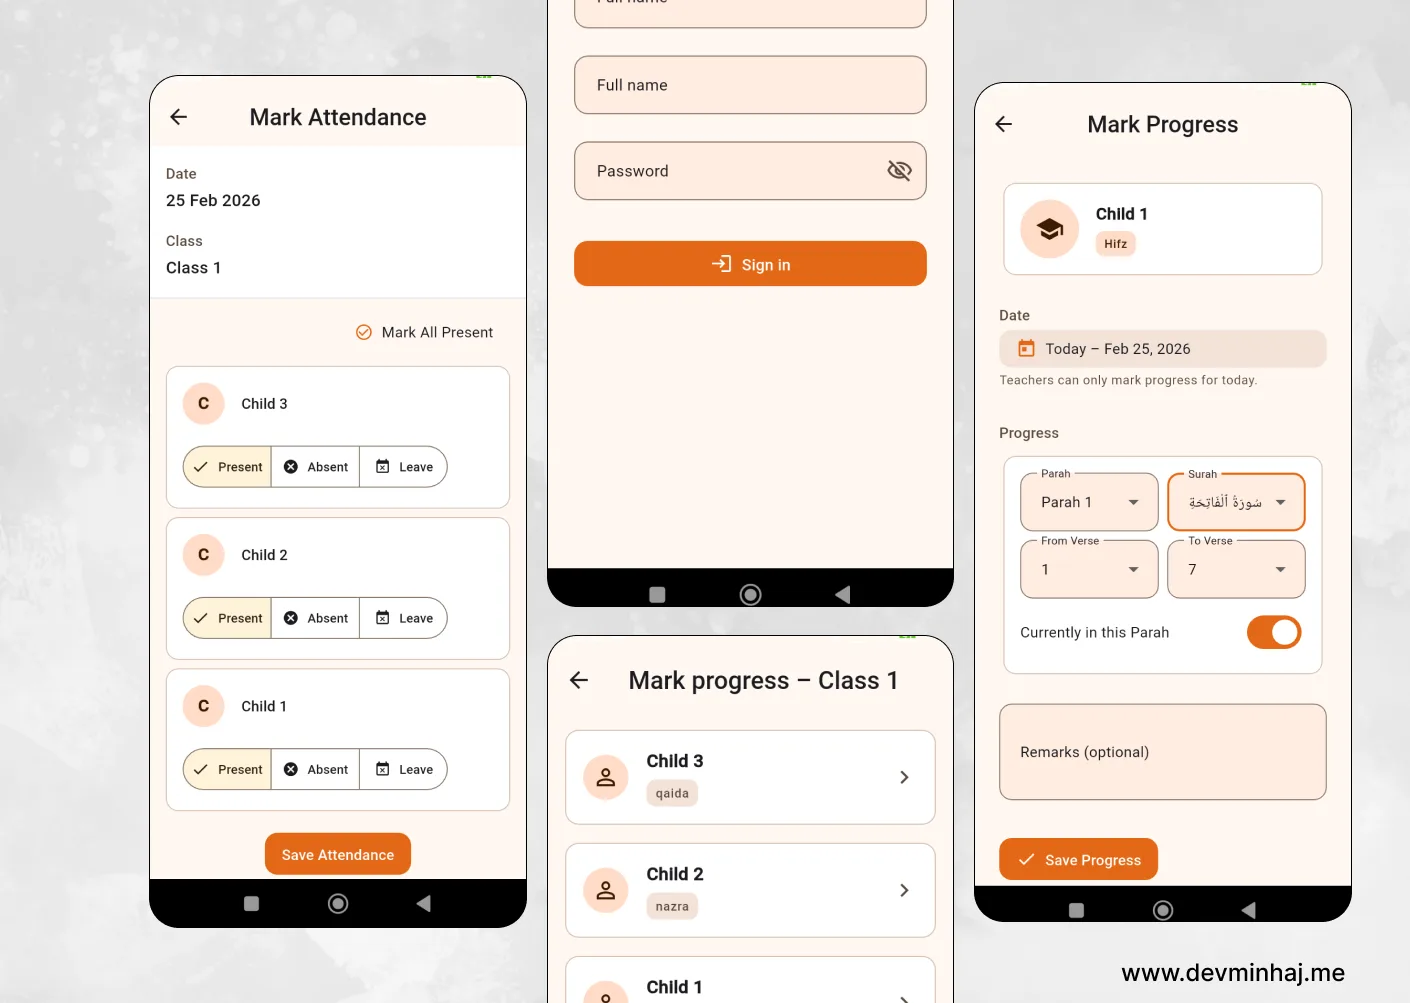 Mark Attendance
Date
25 Feb 2026
Class
Class 1
Mark All Present
C
Child 3
Present
Absent
Leave
C
Child 2
Present
Absent
Leave
C
Child 1
Present
Absent
Leave
Save Attendance
Full name
Full name
Password
Sign in
Mark progress – Class 1
Child 3
qaida
Child 2
nazra
Child 1
Mark Progress
Child 1
Hifz
Date
Today – Feb 25, 2026
Teachers can only mark progress for today.
Progress
Parah
Parah 1
Surah
سُورَةُ ٱلْفَاتِحَةِ
From Verse
1
To Verse
7
Currently in this Parah
Remarks (optional)
Save Progress
www.devminhaj.me